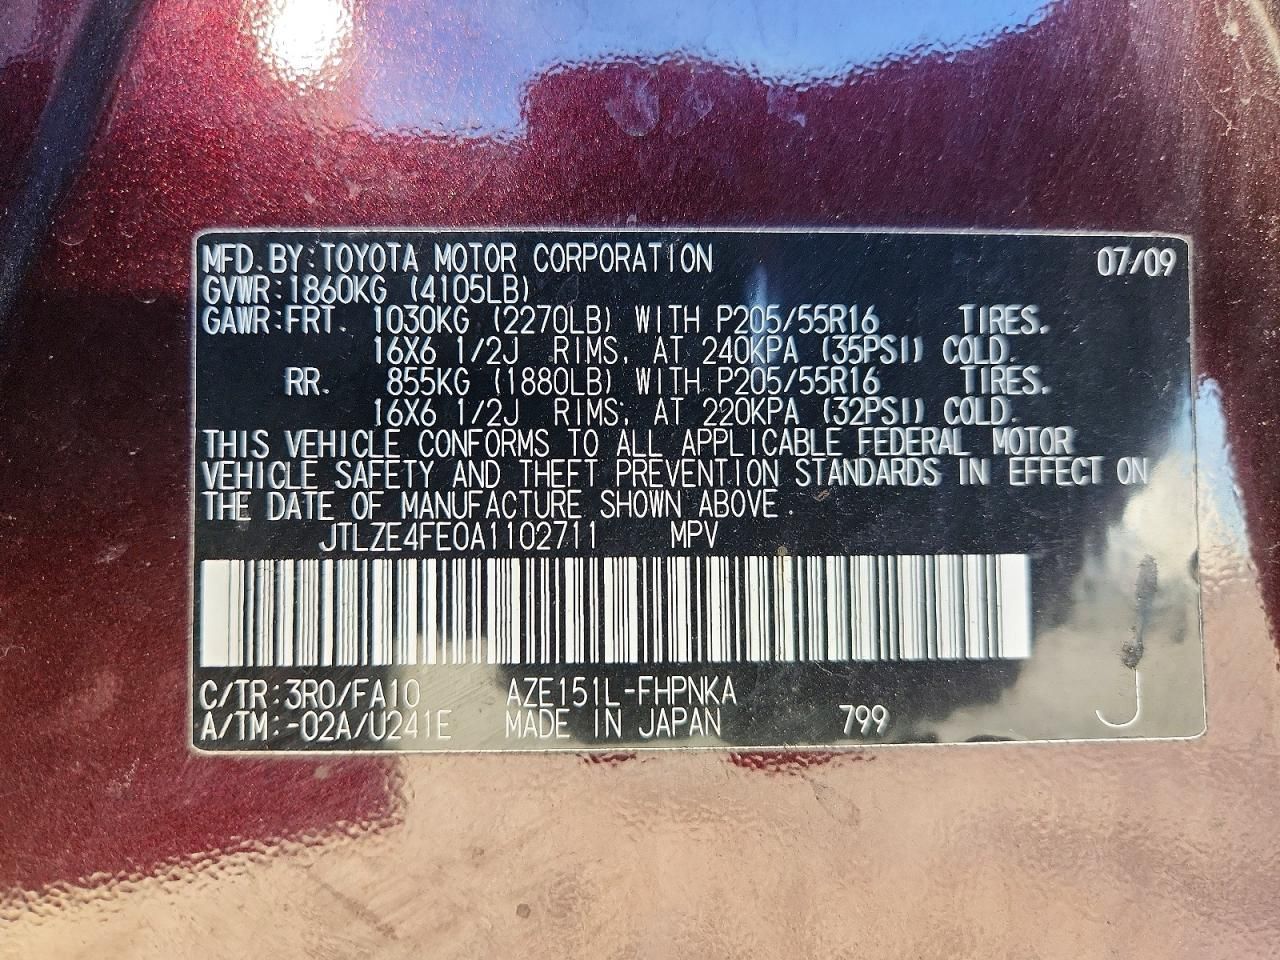 MFD.BY:TOYOTA MOTOR CORPORATION 07/09
GVWR:1860KG (4105LB)
GAWR:FRT. 1030KG (2270LB) WITH P205/55R16 TIRES,
16X6 1/2J RIMS, AT 240KPA (35PSI) COLD.
RR. 855KG (1880LB) WITH P205/55R16 TIRES,
16X6 1/2J RIMS, AT 220KPA (32PSI) COLD.
THIS VEHICLE CONFORMS TO ALL APPLICABLE FEDERAL MOTOR
VEHICLE SAFETY AND THEFT PREVENTION STANDARDS IN EFFECT ON
THE DATE OF MANUFACTURE SHOWN ABOVE.
JTLZE4FE0A1102711 MPV
C/TR:3R0/FA10 AZE151L-FHPNKA
A/TM:-02A/U241E MADE IN JAPAN 799 J